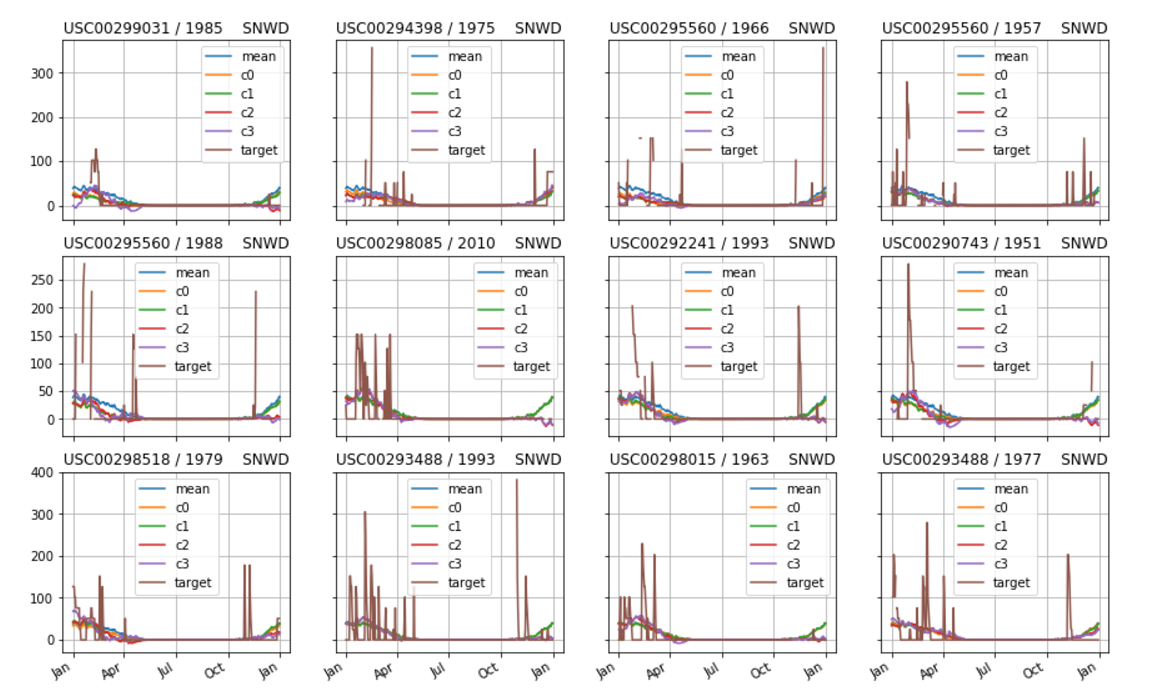 USC00299031 / 1985 SNWD
USC00294398 / 1975 SNWD
USC00295560 / 1966 SNWD
USC00295560 / 1957 SNWD
300
200
100
0
mean
c0
c1
c2
c3
target
mean
c0
c1
c2
c3
target
mean
c0
c1
c2
c3
target
mean
c0
c1
c2
c3
target
USC00295560 / 1988 SNWD
USC00298085 / 2010 SNWD
USC00292241 / 1993 SNWD
USC00290743 / 1951 SNWD
250
200
150
100
50
0
mean
c0
c1
c2
c3
target
mean
c0
c1
c2
c3
target
mean
c0
c1
c2
c3
target
mean
c0
c1
c2
c3
target
USC00298518 / 1979 SNWD
USC00293488 / 1993 SNWD
USC00298015 / 1963 SNWD
USC00293488 / 1977 SNWD
400
300
200
100
0
mean
c0
c1
c2
c3
target
mean
c0
c1
c2
c3
target
mean
c0
c1
c2
c3
target
mean
c0
c1
c2
c3
target
Jan Apr Jul Oct Jan
Jan Apr Jul Oct Jan
Jan Apr Jul Oct Jan
Jan Apr Jul Oct Jan